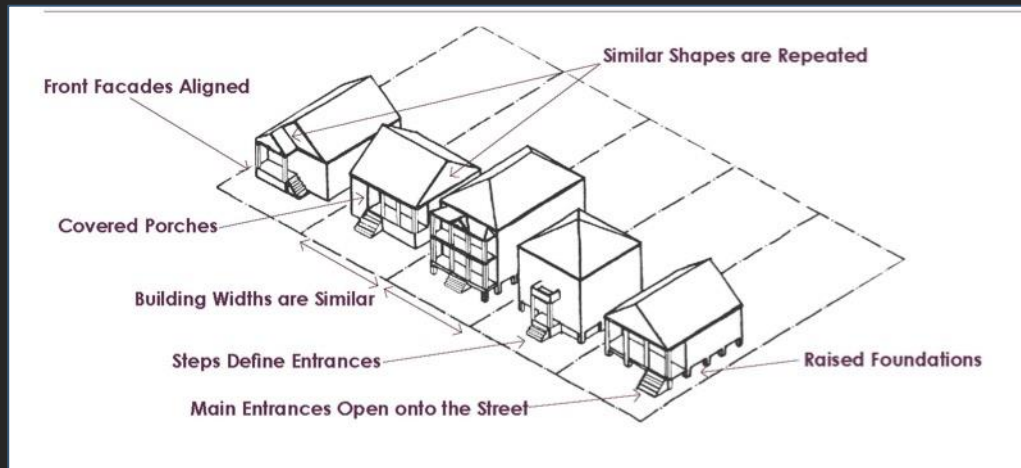 Similar Shapes are Repeated
Front Facades Aligned
Covered Porches
Building Widths are Similar
Steps Define Entrances
Raised Foundations
Main Entrances Open onto the Street